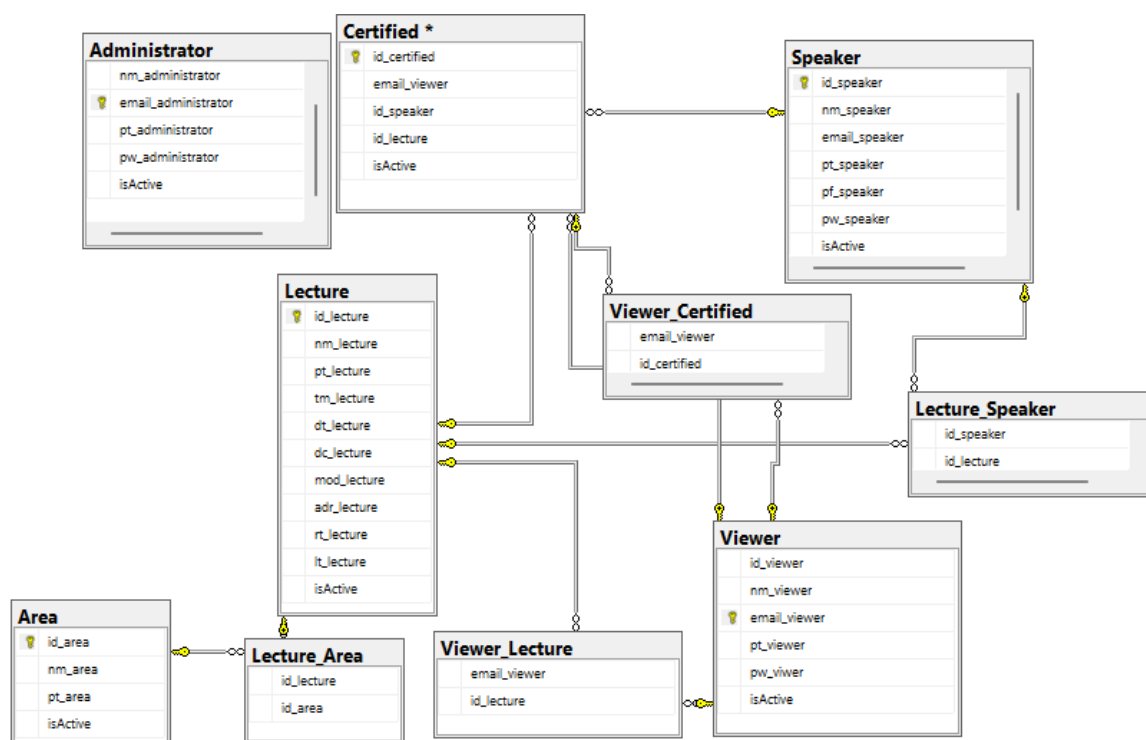 Administrator
nm_administrator
email_administrator
pt_administrator
pw_administrator
isActive
Certified *
id_certified
email_viewer
id_speaker
id_lecture
isActive
Speaker
id_speaker
nm_speaker
email_speaker
pt_speaker
pf_speaker
pw_speaker
isActive
Lecture
id_lecture
nm_lecture
pt_lecture
tm_lecture
dt_lecture
dc_lecture
mod_lecture
adr_lecture
rt_lecture
lt_lecture
isActive
Viewer_Certified
email_viewer
id_certified
Lecture_Speaker
id_speaker
id_lecture
Viewer
id_viewer
nm_viewer
email_viewer
pt_viewer
pw_viwer
isActive
Area
id_area
nm_area
pt_area
isActive
Lecture_Area
id_lecture
id_area
Viewer_Lecture
email_viewer
id_lecture